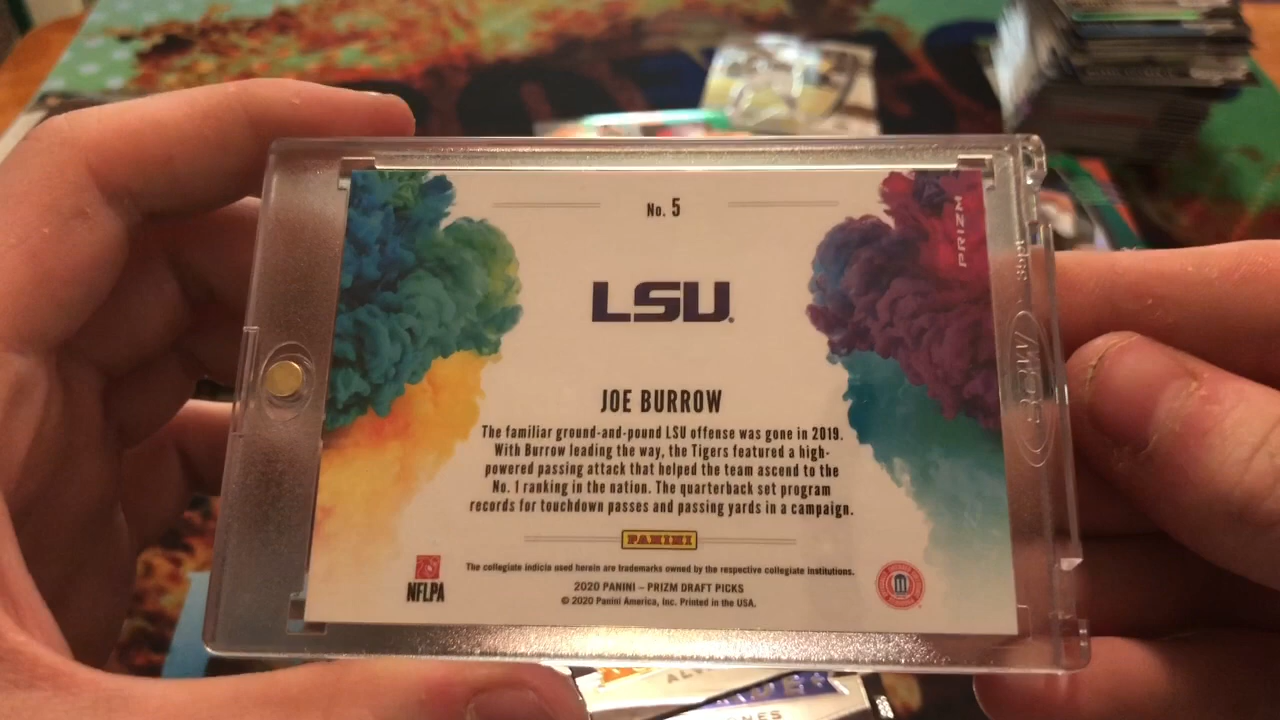 No. 5
PRIZM
LSU
JOE BURROW
The familiar ground-and-pound LSU offense was gone in 2019.
With Burrow leading the way, the Tigers featured a high-
powered passing attack that helped the team ascend to the
No. 1 ranking in the nation. The quarterback set program
records for touchdown passes and passing yards in a campaign.
PANINI
The collegiate indicia used herein are trademarks owned by the respective collegiate institutions.
NFLPA
2020 PANINI – PRIZM DRAFT PICKS
© 2020 Panini America, Inc. Printed in the USA.